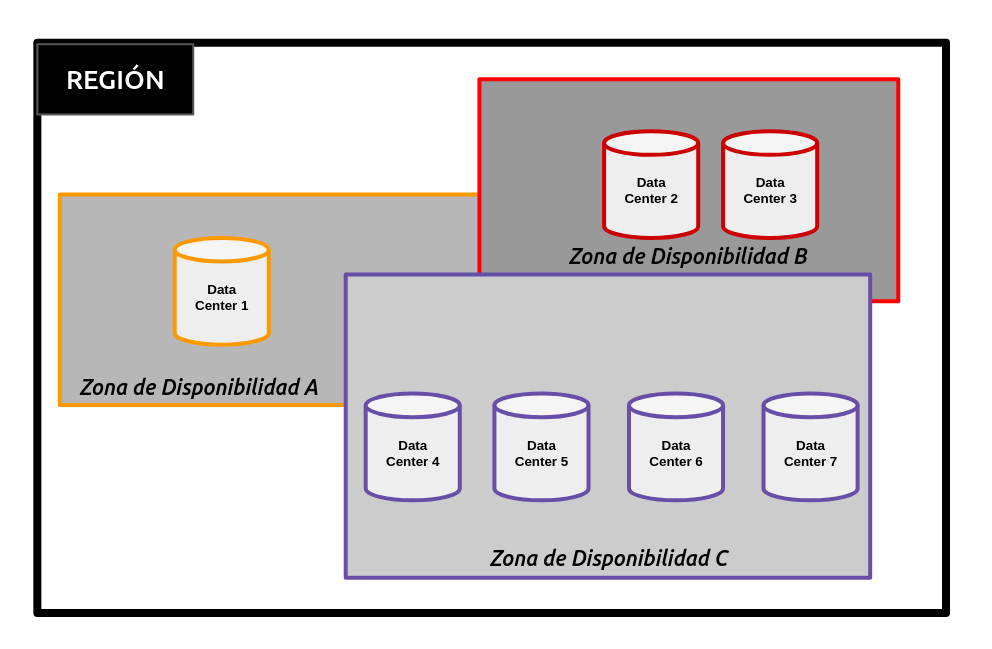 REGIÓN
Data
Center 2
Data
Center 3
Zona de Disponibilidad B
Data
Center 1
Zona de Disponibilidad A
Data
Center 4
Data
Center 5
Data
Center 6
Data
Center 7
Zona de Disponibilidad C